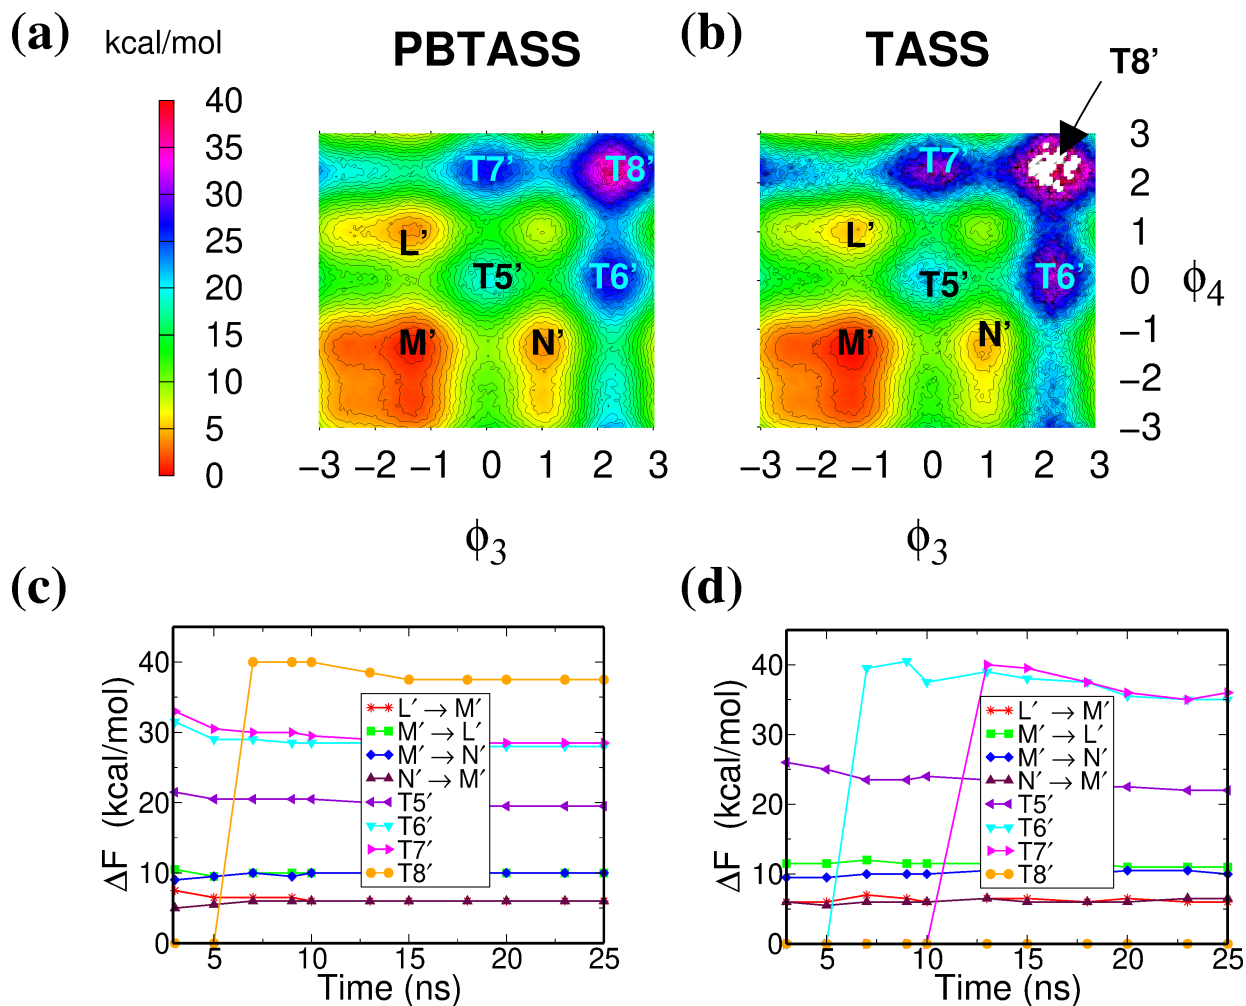 (a) kcal/mol PBTASS (b) TASS
T8'
40
35
30
25
20
15
10
5
0
T7' T8'
L'
T5' T6'
M' N'
−3 −2 −1 0 1 2 3
ϕ3
T7'
L'
T5' T6'
M' N'
3
2
1
0
−1
−2
−3
ϕ4
−3 −2 −1 0 1 2 3
ϕ3
(c)
ΔF (kcal/mol)
40
30
20
10
0
L′ → M′
M′ → L′
M′ → N′
N′ → M′
T5′
T6′
T7′
T8′
5 10 15 20 25
Time (ns)
(d)
ΔF (kcal/mol)
40
30
20
10
0
L′ → M′
M′ → L′
M′ → N′
N′ → M′
T5′
T6′
T7′
T8′
5 10 15 20 25
Time (ns)